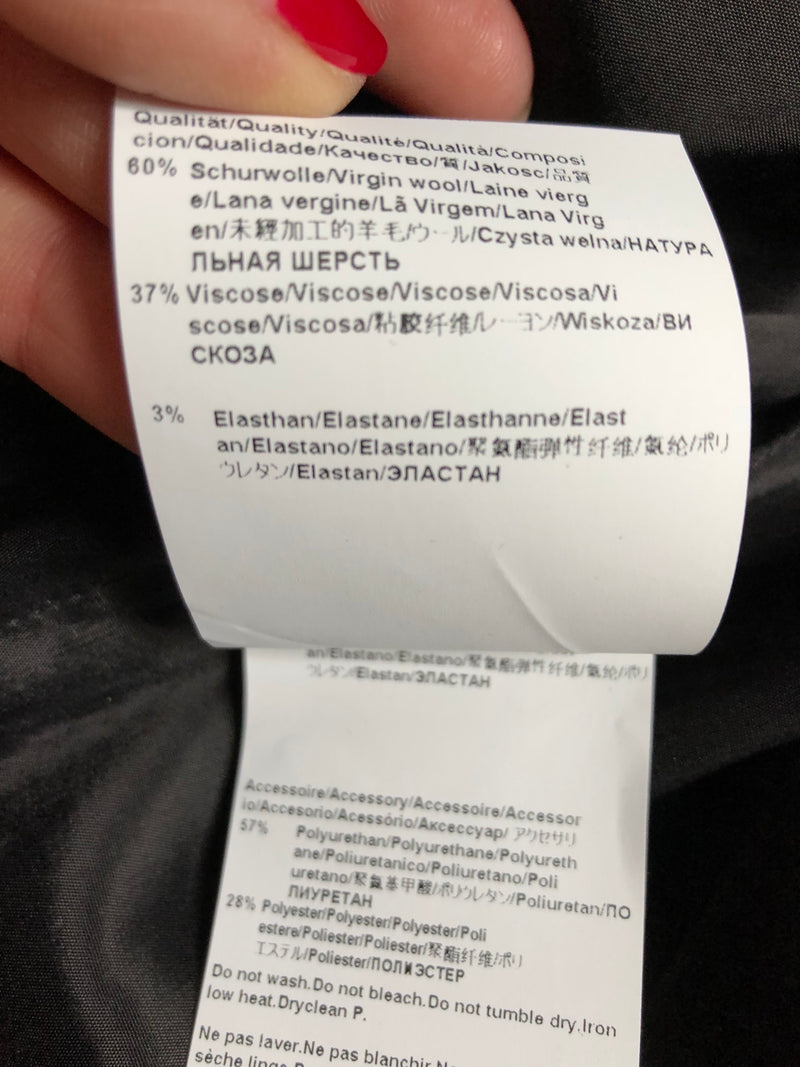 Qualität/Quality/Qualité/Qualità/Composi
cion/Qualidade/Качество/質/Jakosc/品質
60% Schurwolle/Virgin wool/Laine vierg
e/Lana vergine/Lã Virgem/Lana Virg
en/未經加工的羊毛/ウール/Czysta welna/НАТУРА
ЛЬНАЯ ШЕРСТЬ
37% Viscose/Viscose/Viscose/Viscosa/Vi
scose/Viscosa/粘胶纤维/レーヨン/Wiskoza/ВИ
СКОЗА
3% Elasthan/Elastane/Elasthanne/Elast
an/Elastano/Elastano/聚氨酯弹性纤维/氨纶/ポリ
ウレタン/Elastan/ЭЛАСТАН
an/Elastano/Elastano/聚氨酯弹性纤维/氨纶/ポリ
ウレタン/Elastan/ЭЛАСТАН
Accessoire/Accessory/Accessoire/Accessor
io/Accesorio/Acessório/Аксессуар/ アクセサリ
57% Polyurethan/Polyurethane/Polyureth
ane/Poliuretanico/Poliuretano/Poli
uretano/聚氨基甲酸/ポリウレタン/Poliuretan/ПО
ЛИУРЕТАН
28% Polyester/Polyester/Polyester/Poli
estere/Poliester/Poliester/聚酯纤维/ポリ
エステル/Poliester/ПОЛИЭСТЕР
Do not wash.Do not bleach.Do not tumble dry.Iron
low heat.Dryclean P.
Ne pas laver.Ne pas blanchir.
sèche linge.